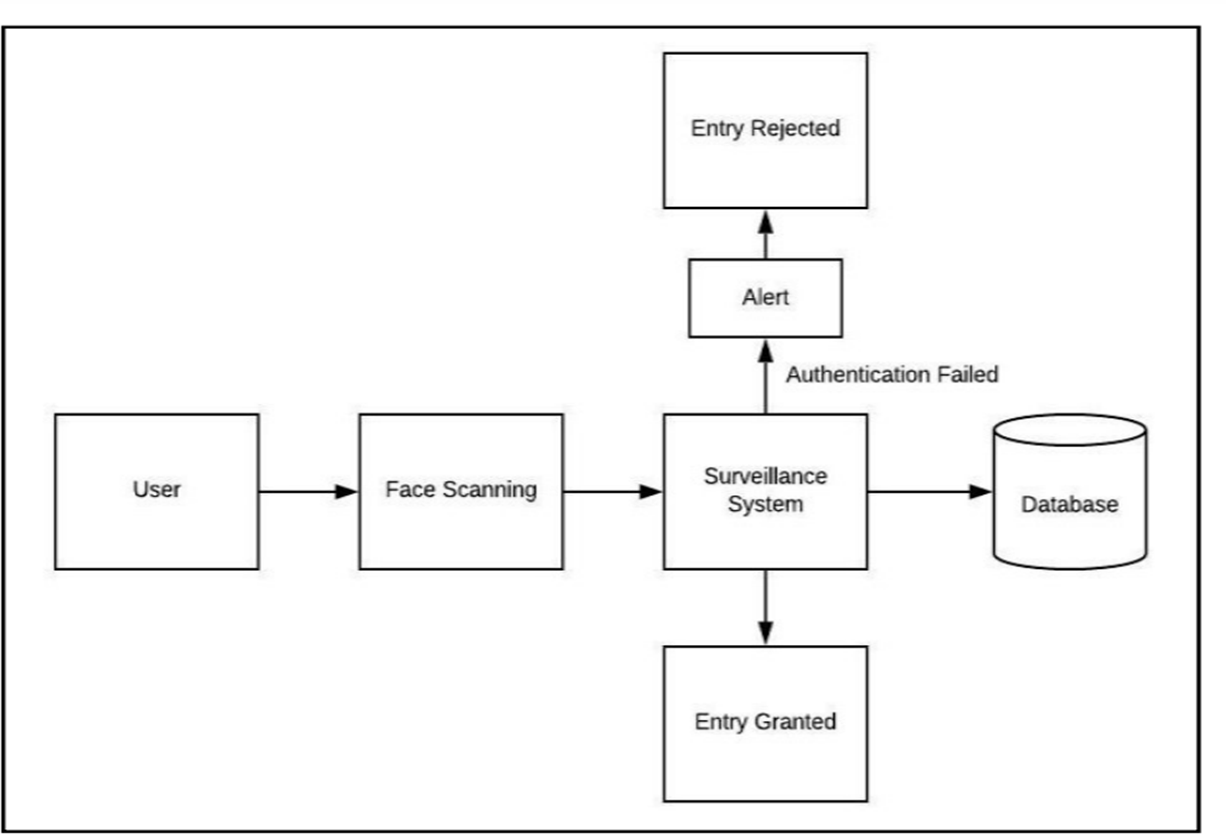 Entry Rejected
Alert
Authentication Failed
User
Face Scanning
Surveillance
System
Database
Entry Granted